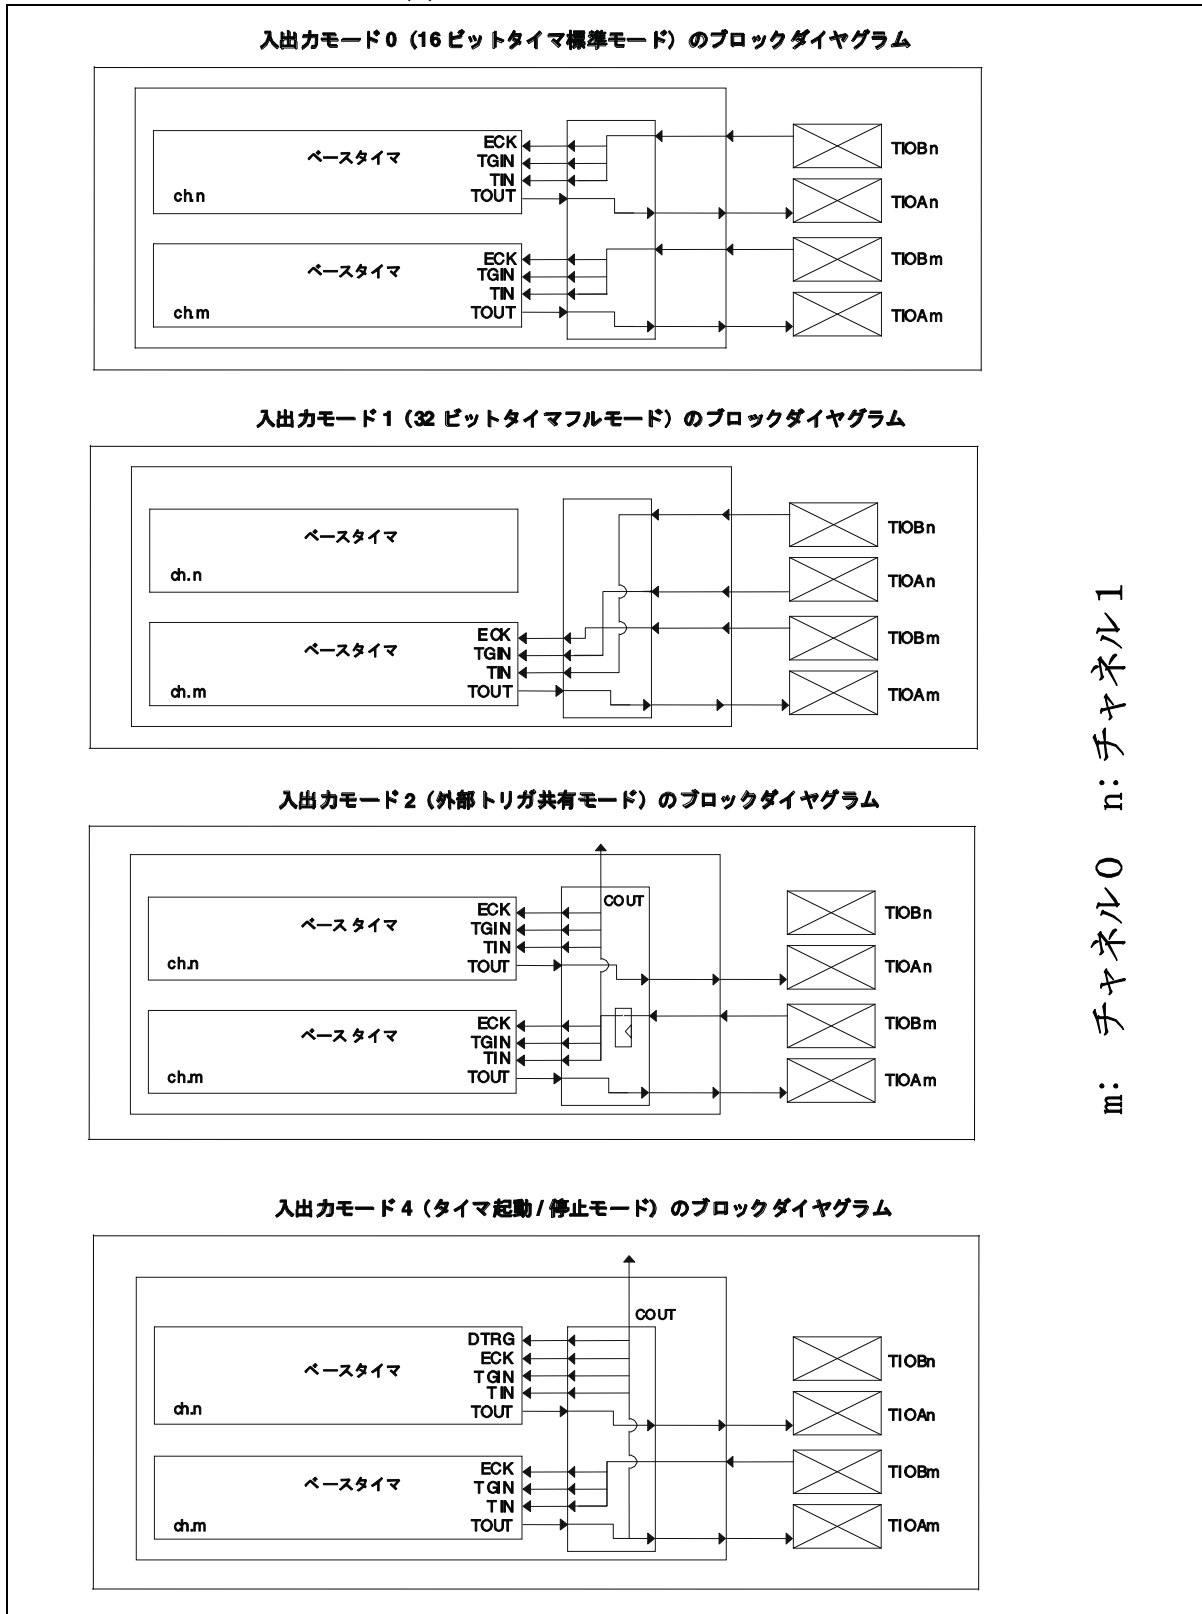 入出力モード 0（16 ビットタイマ標準モード）のブロックダイヤグラム
ECK
ベースタイマ
TGIN
TIN
ch.n
TOUT
TIOBn
TIOAn
ECK
ベースタイマ
TGIN
TIN
ch.m
TOUT
TIOBm
TIOAm
入出力モード 1（32 ビットタイマフルモード）のブロックダイヤグラム
ベースタイマ
ch.n
TIOBn
TIOAn
ECK
ベースタイマ
TGIN
TIN
ch.m
TOUT
TIOBm
TIOAm
入出力モード 2（外部トリガ共有モード）のブロックダイヤグラム
COUT
ECK
ベースタイマ
TGIN
TIN
ch.n
TOUT
TIOBn
TIOAn
ECK
ベースタイマ
TGIN
TIN
ch.m
TOUT
TIOBm
TIOAm
入出力モード 4（タイマ起動 / 停止モード）のブロックダイヤグラム
COUT
DTRG
ECK
ベースタイマ
TGIN
TIN
ch.n
TOUT
TIOBn
TIOAn
ECK
ベースタイマ
TGIN
TIN
ch.m
TOUT
TIOBm
TIOAm
m: チャネル0 n:チャネル1